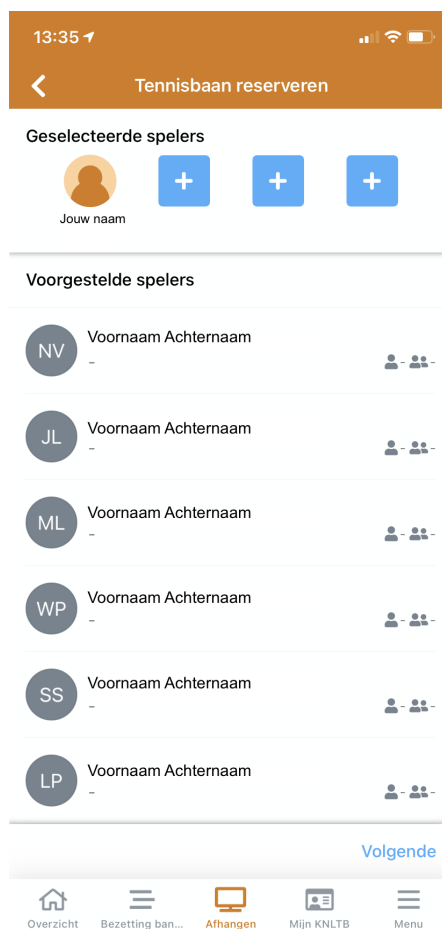 13:35
Tennisbaan reserveren
Geselecteerde spelers
Jouw naam
Voorgestelde spelers
NV
Voornaam Achternaam
-
- -
JL
Voornaam Achternaam
-
- -
ML
Voornaam Achternaam
-
- -
WP
Voornaam Achternaam
-
- -
SS
Voornaam Achternaam
-
- -
LP
Voornaam Achternaam
-
- -
Volgende
Overzicht Bezetting ban... Afhangen Mijn KNLTB Menu